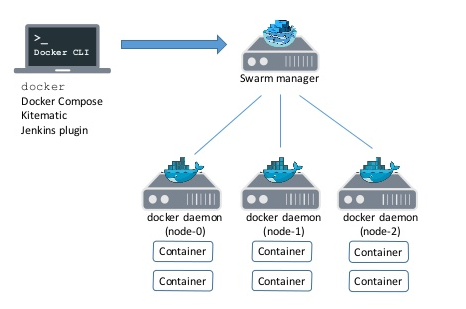 >_
Docker CLI
docker
Docker Compose
Kitematic
Jenkins plugin
Swarm manager
docker daemon
(node-0)
Container
Container
docker daemon
(node-1)
Container
Container
docker daemon
(node-2)
Container
Container